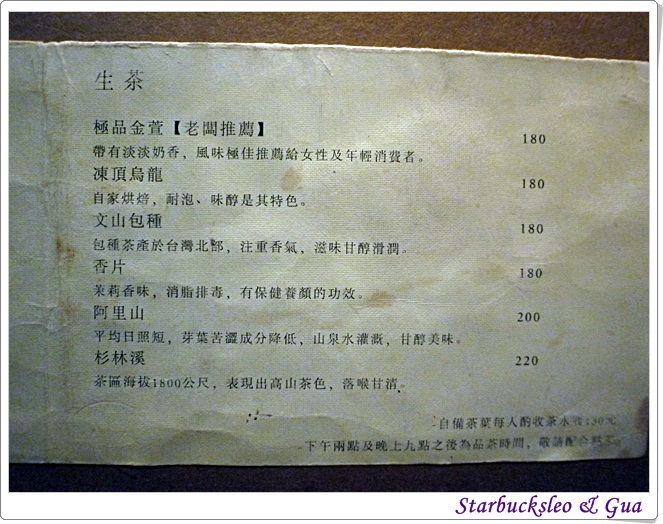 生茶
極品金萱【老闆推薦】 180
帶有淡淡奶香，風味極佳推薦給女性及年輕消費者。
凍頂烏龍 180
自家烘焙，耐泡、味醇是其特色。
文山包種 180
包種茶產於台灣北部，注重香氣，滋味甘醇滑潤。
香片 180
茉莉香味，消脂排毒，有保健養顏的功效。
阿里山 200
平均日照短，芽葉苦澀成分降低，山泉水灌溉，甘醇美味。
杉林溪 220
茶區海拔1800公尺，表現出高山茶色，落喉甘清。
自備茶葉每人酌收茶水費130元
下午兩點及晚上九點之後為品茶時間，敬請配合
Starbucksleo & Gua